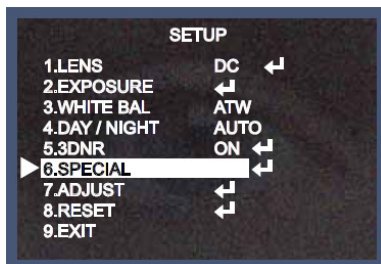 SETUP
1.LENS DC ↵
2.EXPOSURE ↵
3.WHITE BAL ATW
4.DAY / NIGHT AUTO
5.3DNR ON ↵
6.SPECIAL ↵
7.ADJUST ↵
8.RESET ↵
9.EXIT